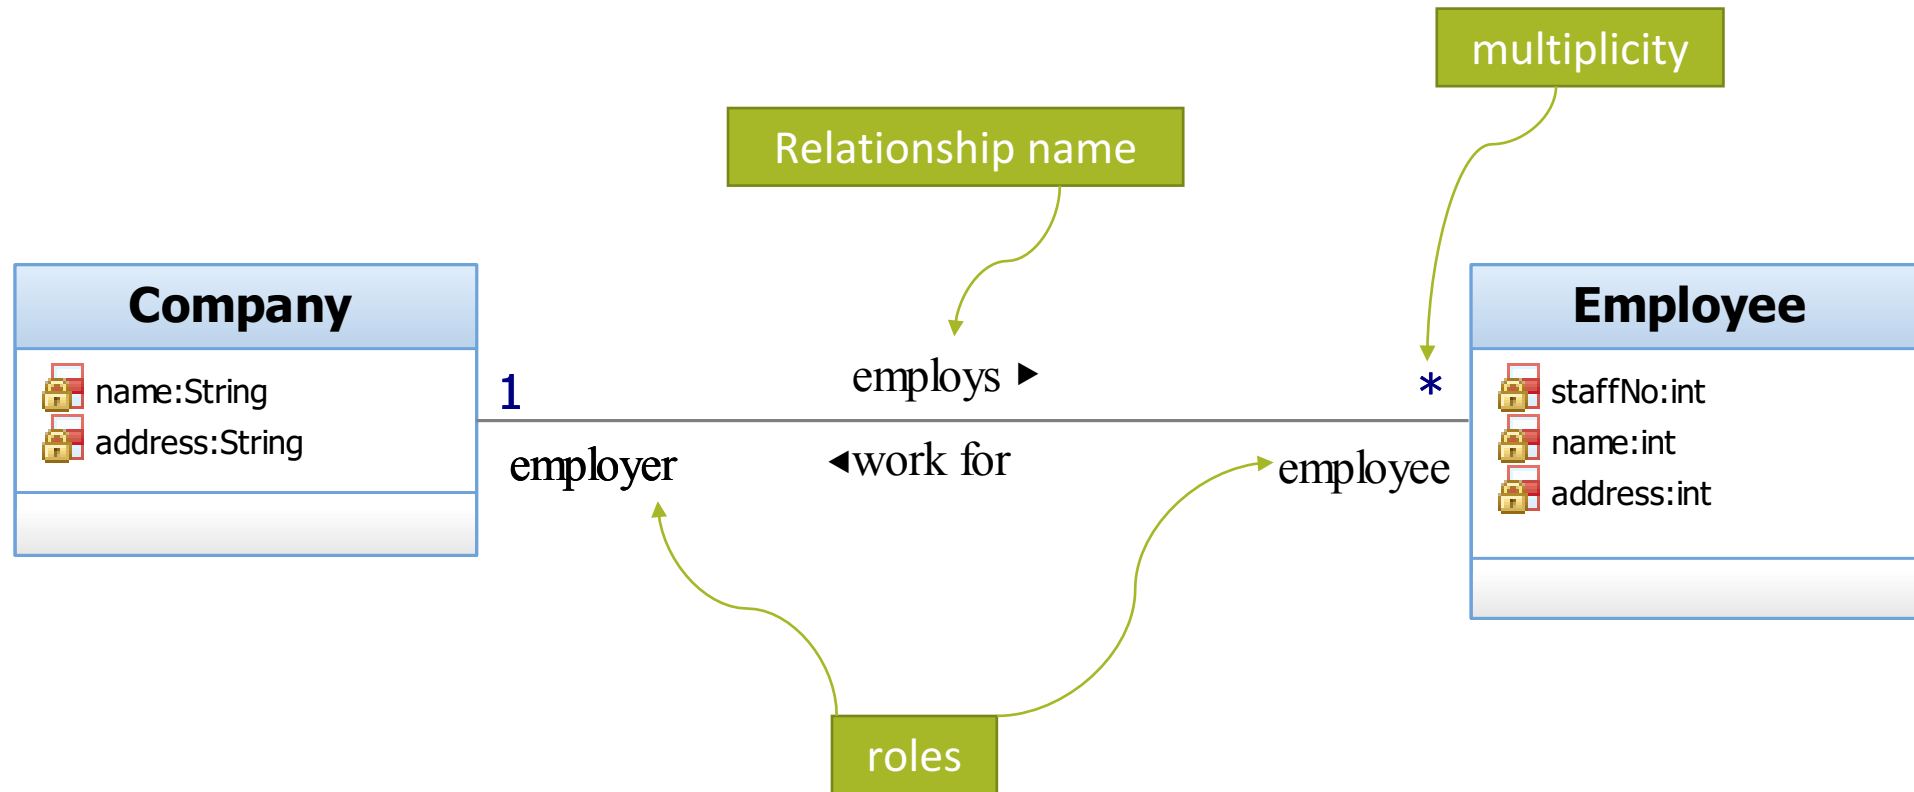 multiplicity
Relationship name
Company
name:String
address:String
1
employs ►
*
employer
◄work for
employee
Employee
staffNo:int
name:int
address:int
roles